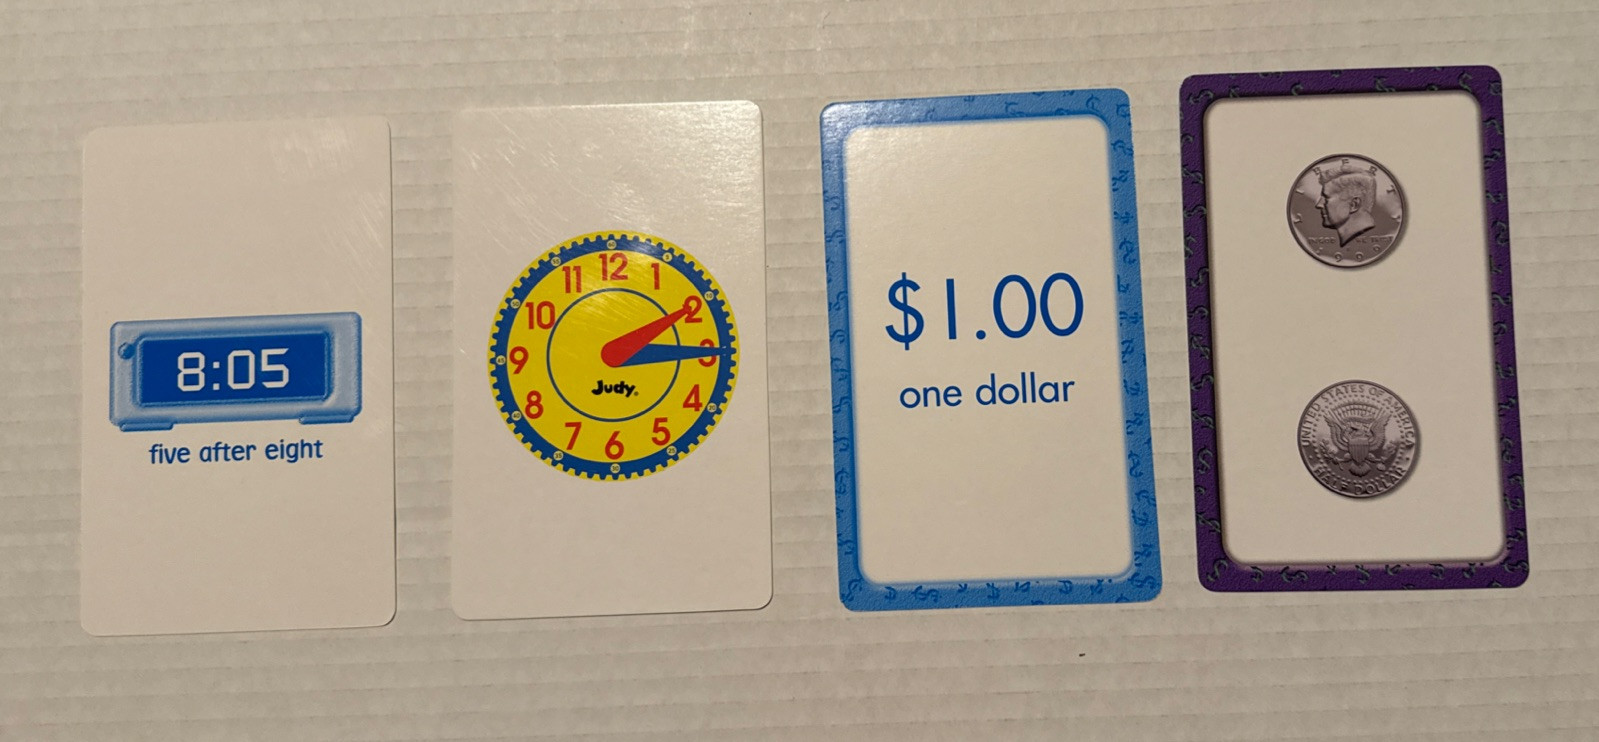 8:05
five after eight
12
1
2
3
4
5
6
7
8
9
10
11
Judy
$1.00
one dollar
LIBERTY
UNITED STATES OF AMERICA
HALF DOLLAR